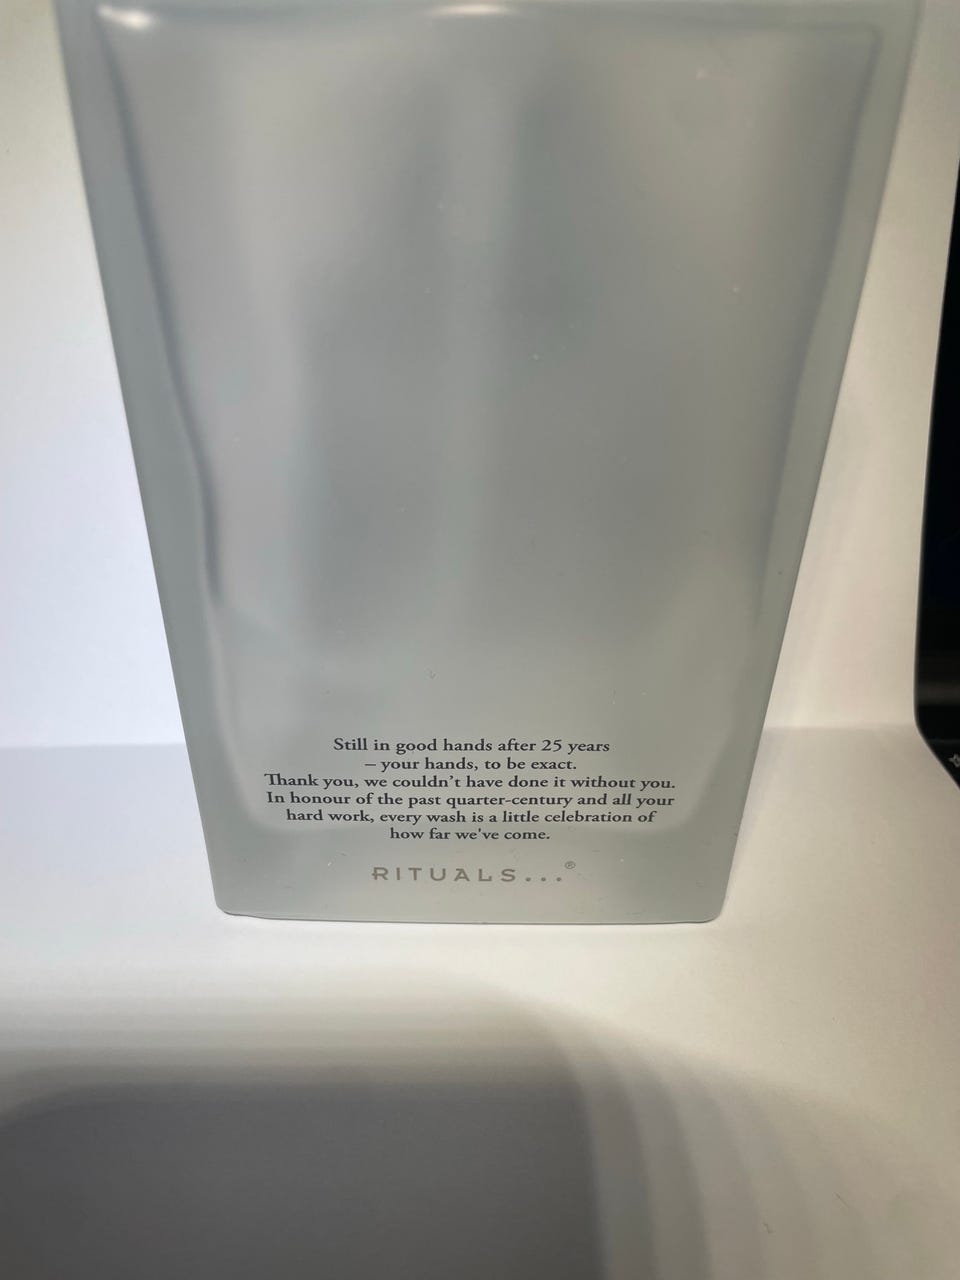 Still in good hands after 25 years
– your hands, to be exact.
Thank you, we couldn't have done it without you.
In honour of the past quarter-century and all your
hard work, every wash is a little celebration of
how far we've come.
RITUALS...®